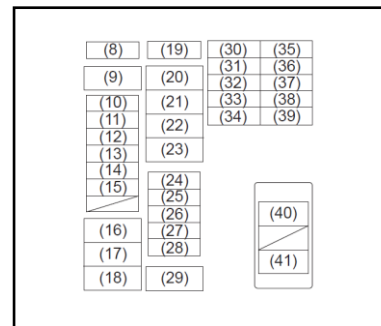 (8) (19) (30) (35)
(31) (36)
(9) (20) (32) (37)
(10) (21) (33) (38)
(11) (34) (39)
(12) (22)
(13) (23)
(14)
(15) (24)
(25)
(26) (40)
(16) (27)
(17) (28)
(18) (29) (41)